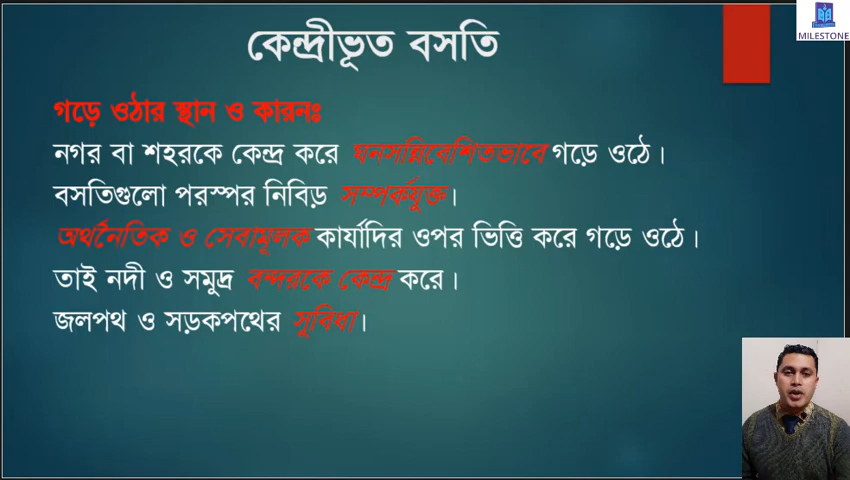 কেন্দ্রীভূত বসতি
MILESTONE
গড়ে ওঠার স্থান ও কারনঃ
নগর বা শহরকে কেন্দ্র করে ঘনসন্নিবেশিতভাবে গড়ে ওঠে।
বসতিগুলো পরস্পর নিবিড় সম্পর্কযুক্ত।
অর্থনৈতিক ও সেবামূলক কার্যাদির ওপর ভিত্তি করে গড়ে ওঠে।
তাই নদী ও সমুদ্র বন্দরকে কেন্দ্র করে।
জলপথ ও সড়কপথের সুবিধা।